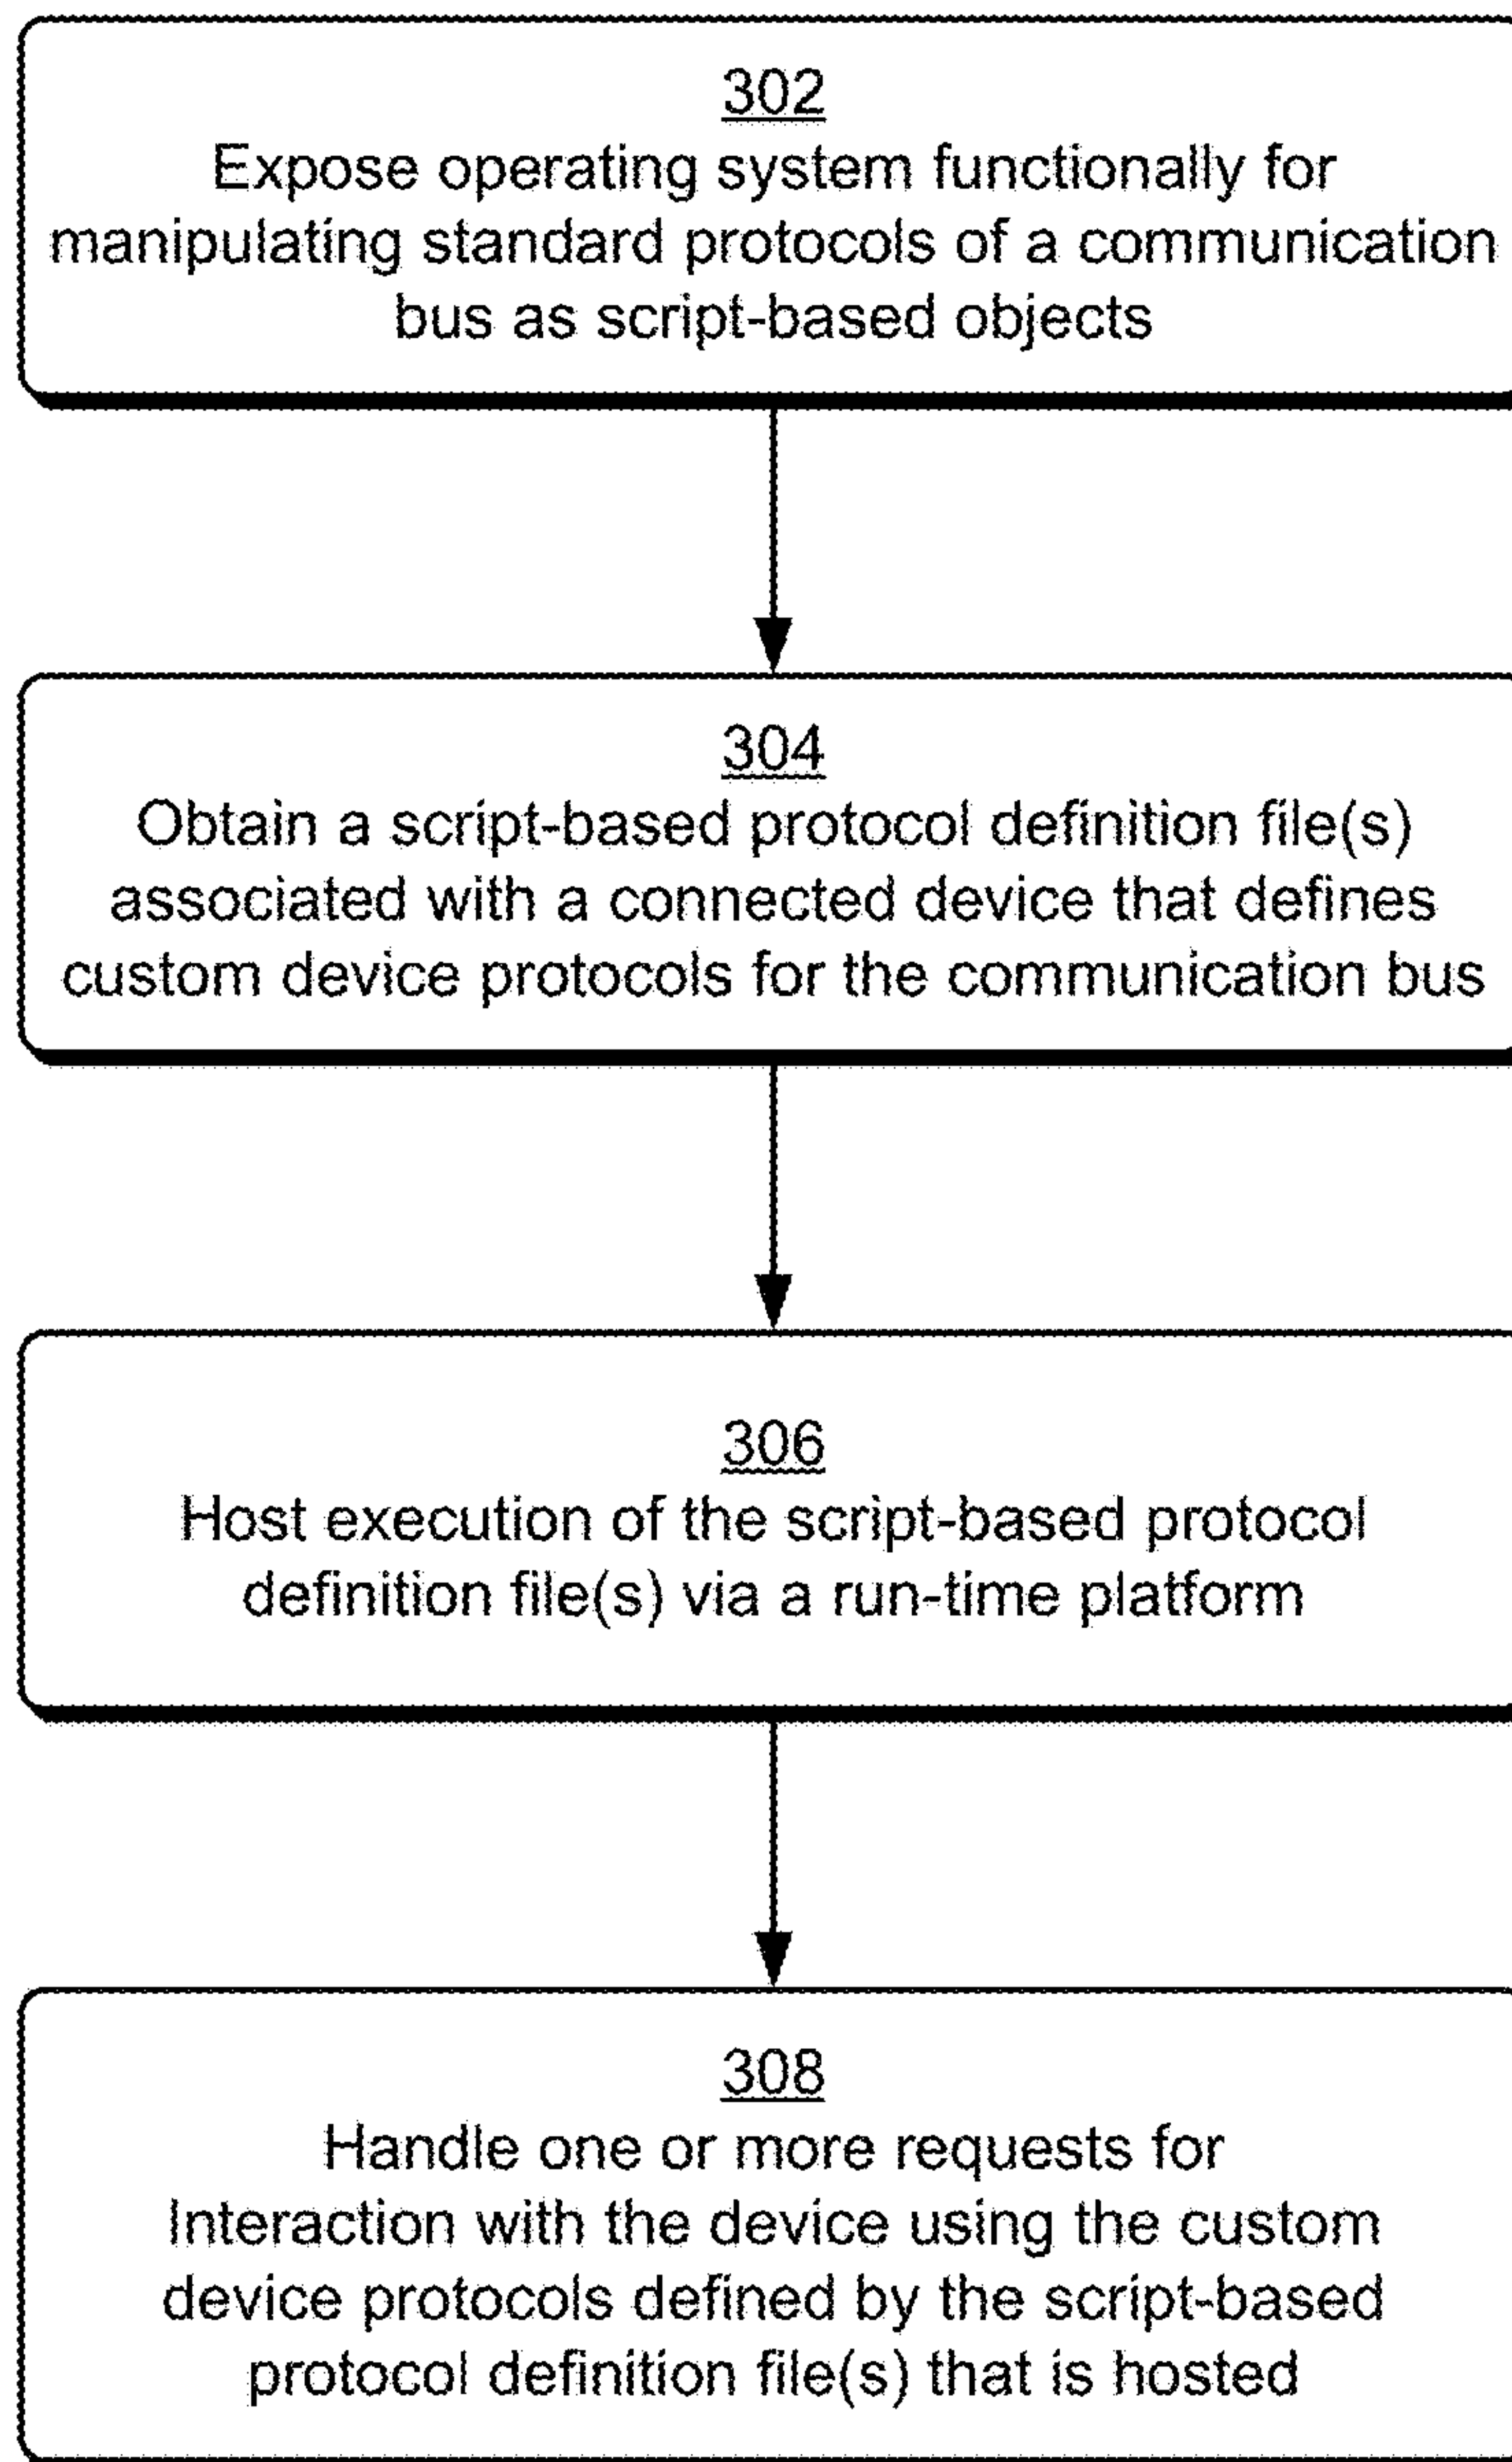 302
Expose operating system functionally for
manipulating standard protocols of a communication
bus as script-based objects
304
Obtain a script-based protocol definition file(s)
associated with a connected device that defines
custom device protocols for the communication bus
306
Host execution of the script-based protocol
definition file(s) via a run-time platform
308
Handle one or more requests for
Interaction with the device using the custom
device protocols defined by the script-based
protocol definition file(s) that is hosted